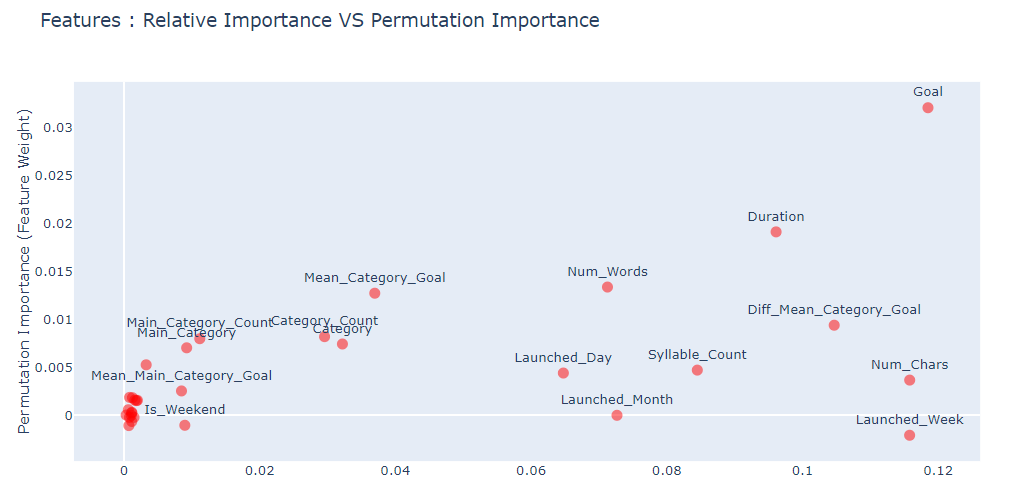 Features : Relative Importance VS Permutation Importance
Permutation Importance (Feature Weight)
Goal
0.03
0.025
0.02
Duration
0.015
Num_Words
Mean_Category_Goal
Diff_Mean_Category_Goal
0.01
Main_Category_Count
Category_Count
Category
Main_Category
Launched_Day
Syllable_Count
Num_Chars
0.005
Mean_Main_Category_Goal
Launched_Month
Is_Weekend
Launched_Week
0
0
0.02
0.04
0.06
0.08
0.1
0.12